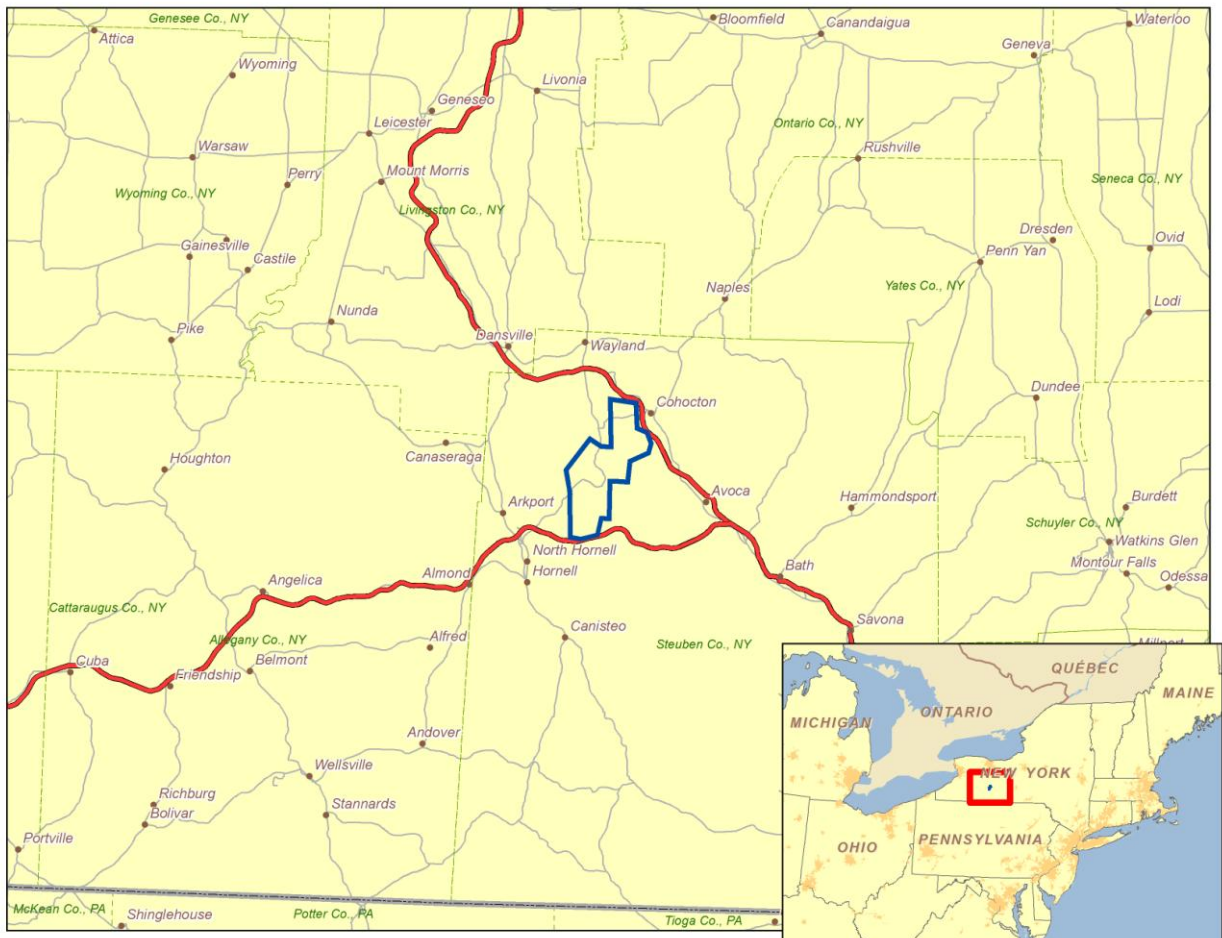 Genesee Co., NY
Bloomfield
Canandaigua
Waterloo
Attica
Geneva
Wyoming
Livonia
Geneseo
Ontario Co., NY
Leicester
Warsaw
Rushville
Perry
Mount Morris
Seneca Co., NY
Wyoming Co., NY
Livingston Co., NY
Dresden
Gainesville
Ovid
Castile
Penn Yan
Yates Co., NY
Naples
Lodi
Nunda
Pike
Dansville
Wayland
Dundee
Cohocton
Canaseraga
Houghton
Avoca
Arkport
Hammondsport
Burdett
Schuyler Co., NY
Watkins Glen
North Hornell
Montour Falls
Bath
Hornell
Almond
Angelica
Odessa
Cattaraugus Co., NY
Savona
Canisteo
Allegany Co., NY
Alfred
Steuben Co., NY
Millport
Cuba
Belmont
Friendship
Andover
Wellsville
Richburg
Stannards
Bolivar
Portville
McKean Co., PA
Potter Co., PA
Shinglehouse
Tioga Co., PA
QUÉBEC
MAINE
ONTARIO
MICHIGAN
NEW YORK
PENNSYLVANIA
OHIO